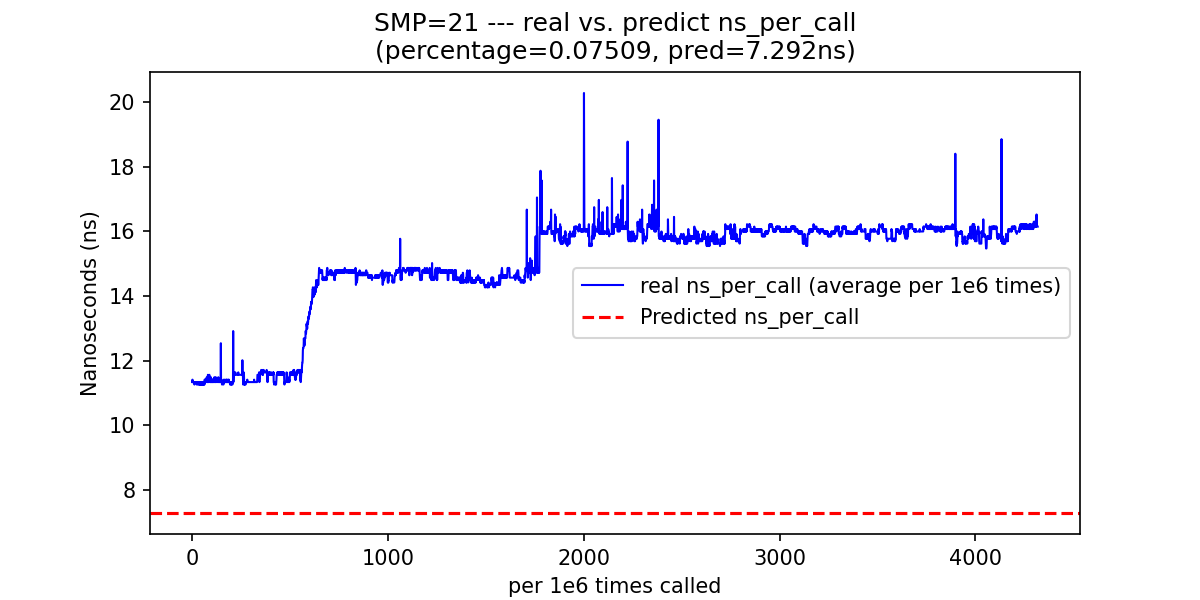 SMP=21 --- real vs. predict ns_per_call
(percentage=0.07509, pred=7.292ns)
20
18
16
14
12
10
8
Nanoseconds (ns)
real ns_per_call (average per 1e6 times)
Predicted ns_per_call
0
1000
2000
3000
4000
per 1e6 times called